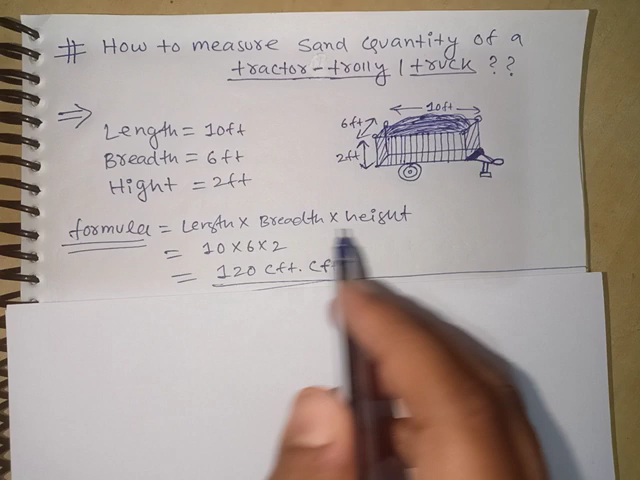 # How to measure sand quantity of a
tractor-trolly / truck ??
⇒ Length = 10ft
Breadth = 6ft
Hight = 2ft
10ft
6ft
2ft
formula = Length × Breadth × height
= 10×6×2
= 120 cft.